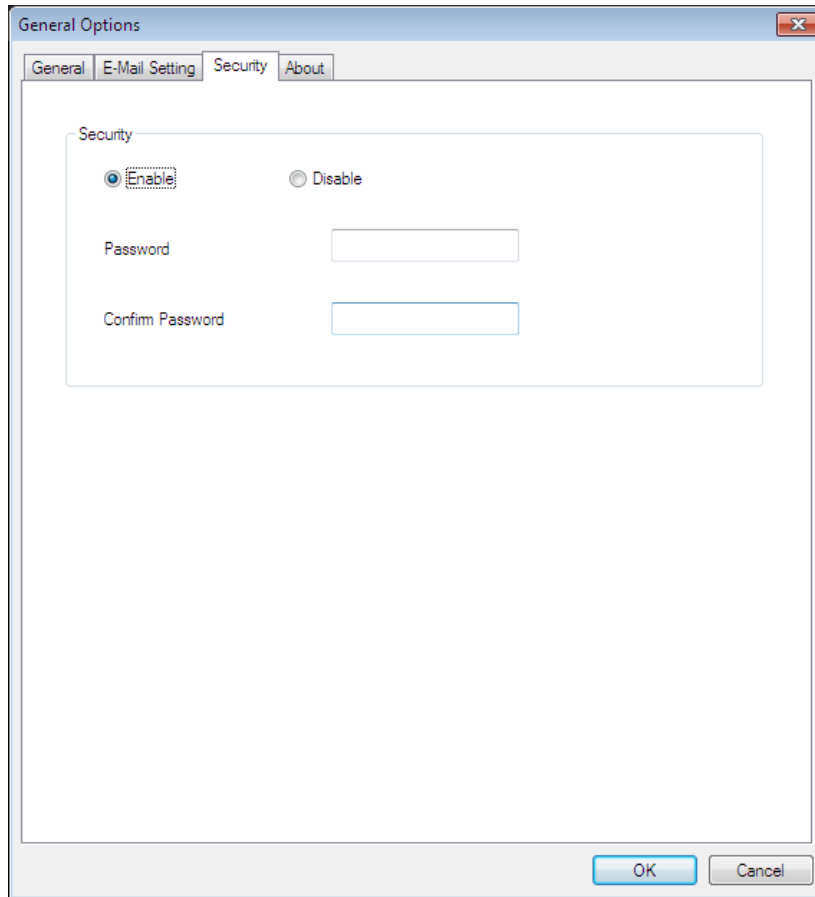 General Options
General E-Mail Setting Security About
Security
Enable Disable
Password
Confirm Password
OK Cancel